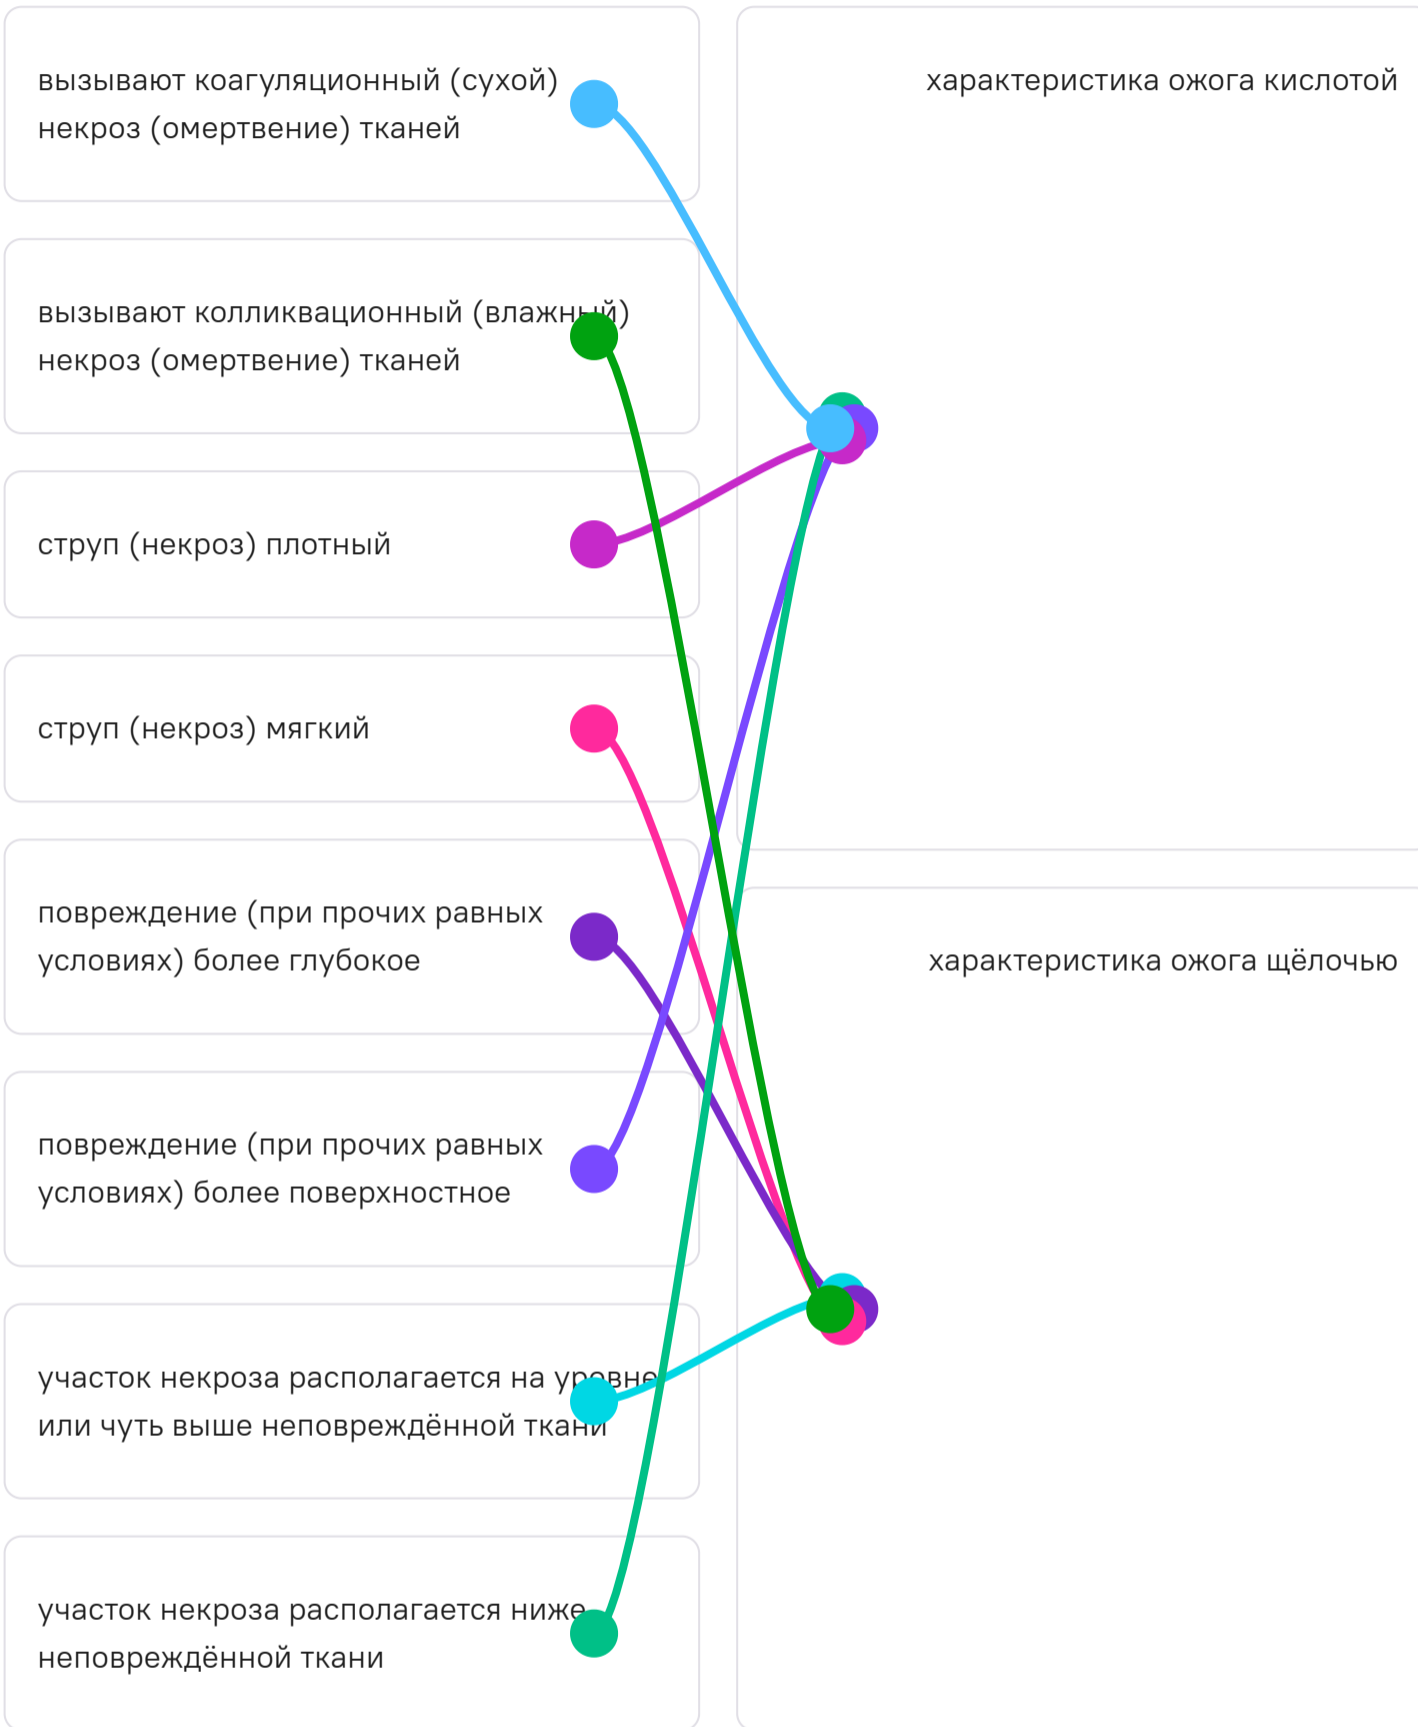 вызывают коагуляционный (сухой)
некроз (омертвение) тканей
характеристика ожога кислотой
вызывают колликвационный (влажный)
некроз (омертвение) тканей
струп (некроз) плотный
струп (некроз) мягкий
повреждение (при прочих равных
условиях) более глубокое
характеристика ожога щёлочью
повреждение (при прочих равных
условиях) более поверхностное
участок некроза располагается на уровне
или чуть выше неповреждённой ткани
участок некроза располагается ниже
неповреждённой ткани